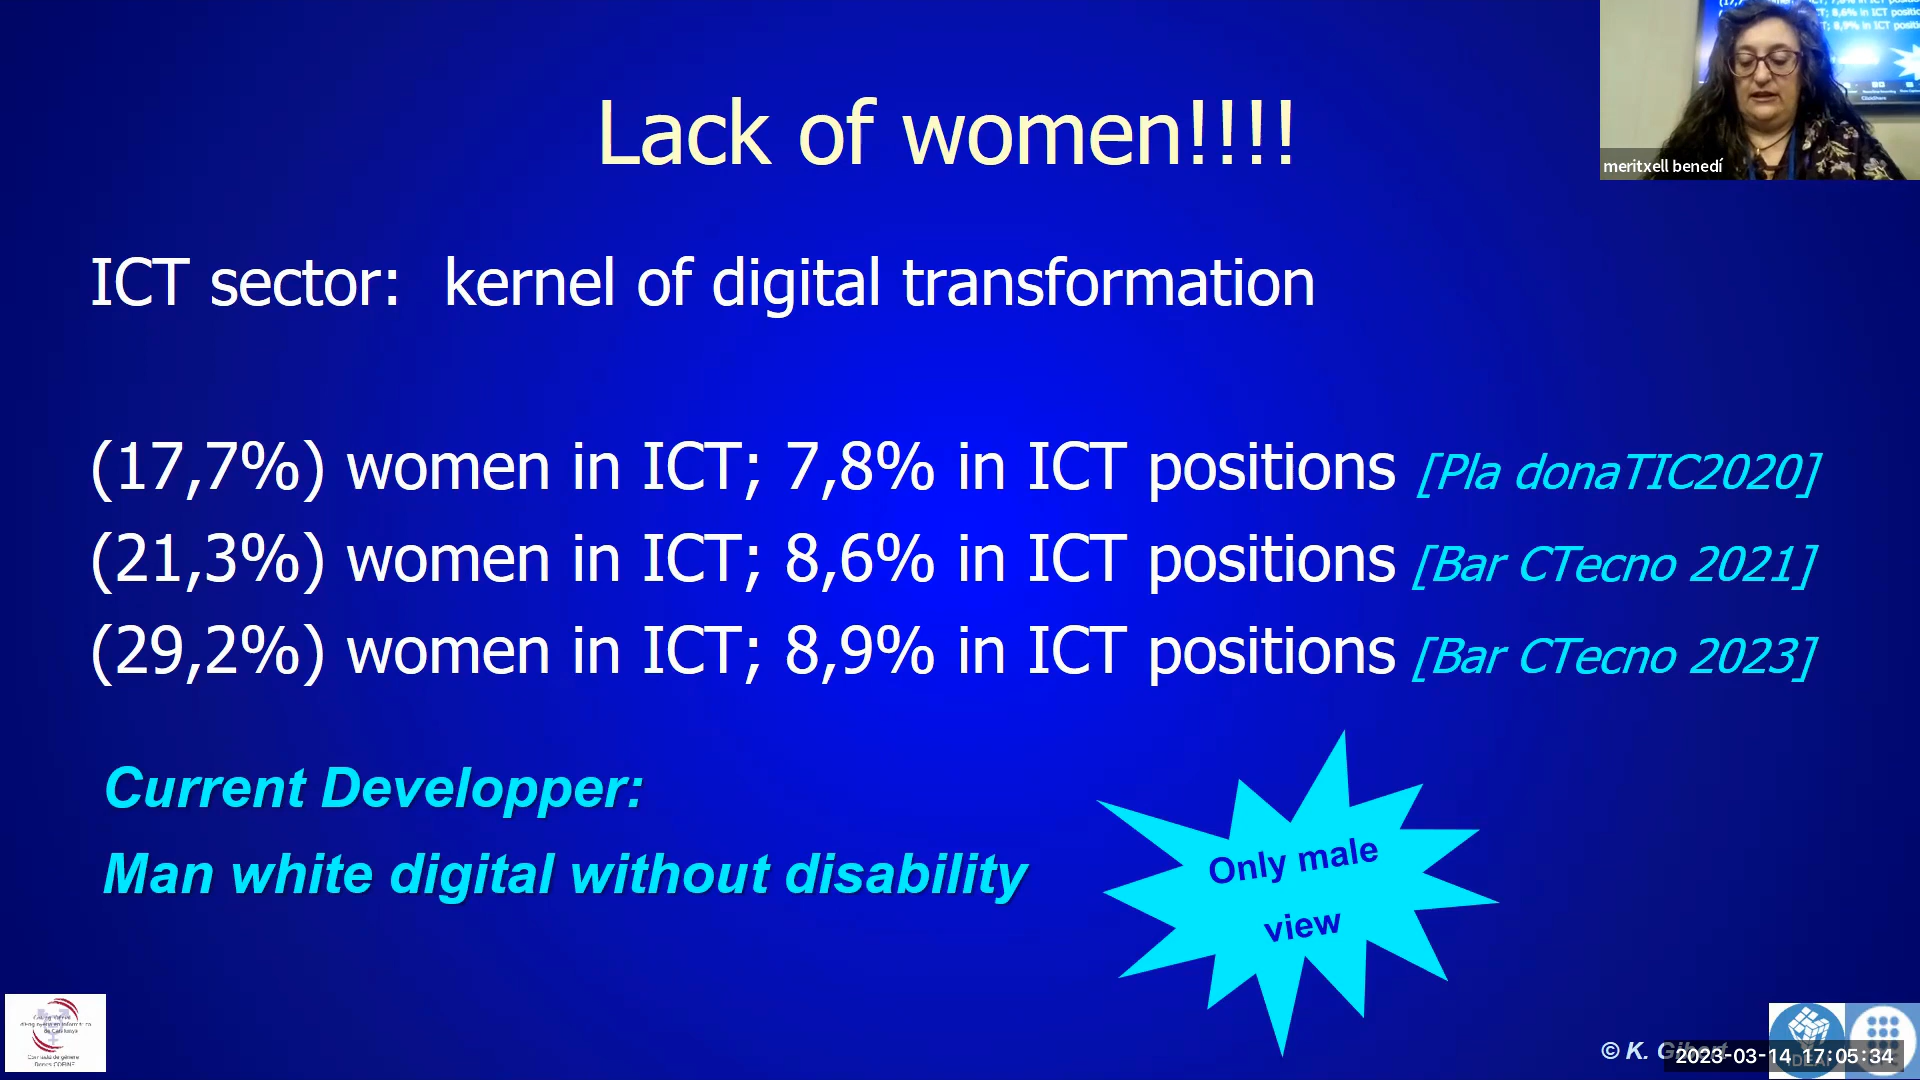 Lack of women!!!!
meritxell benedí
ICT sector: kernel of digital transformation
(17,7%) women in ICT; 7,8% in ICT positions [Pla donaTIC2020]
(21,3%) women in ICT; 8,6% in ICT positions [Bar CTecno 2021]
(29,2%) women in ICT; 8,9% in ICT positions [Bar CTecno 2023]
Current Developper:
Man white digital without disability
Only male
view
de Catalunya
© K. Gibert
2023-03-14 17:05:34